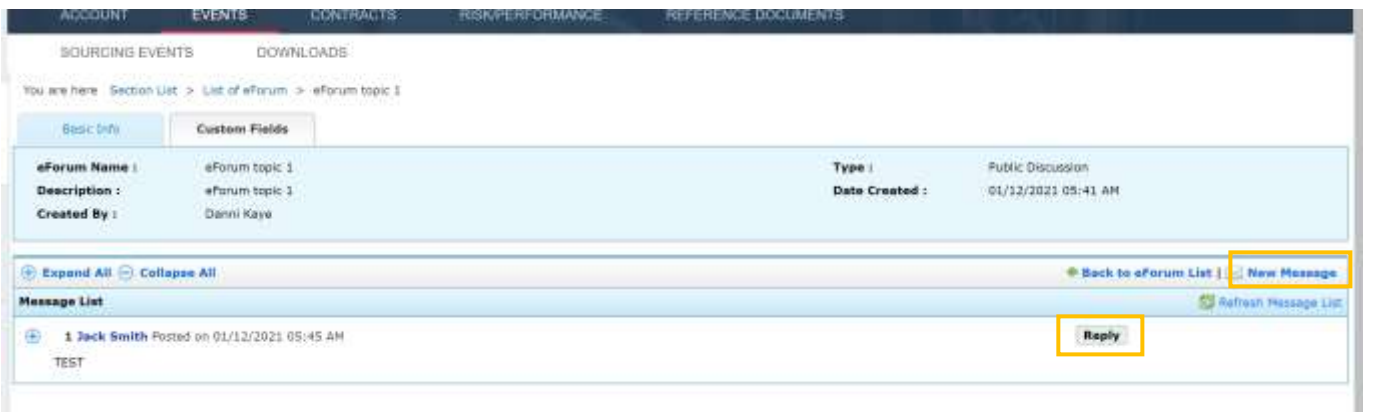 ACCOUNT EVENTS CONTRACTS RISK/PERFORMANCE REFERENCE DOCUMENTS
SOURCING EVENTS DOWNLOADS
You are here Section List > List of eForum > eForum topic 1
Basic Info Custom Fields
eForum Name : eForum topic 1 Type : Public Discussion
Description : eForum topic 1 Date Created : 01/12/2021 05:41 AM
Created By : Danni Kaye
Expand All Collapse All Back to eForum List | New Message
Message List Refresh Message List
1 Jack Smith Posted on 01/12/2021 05:45 AM Reply
TEST